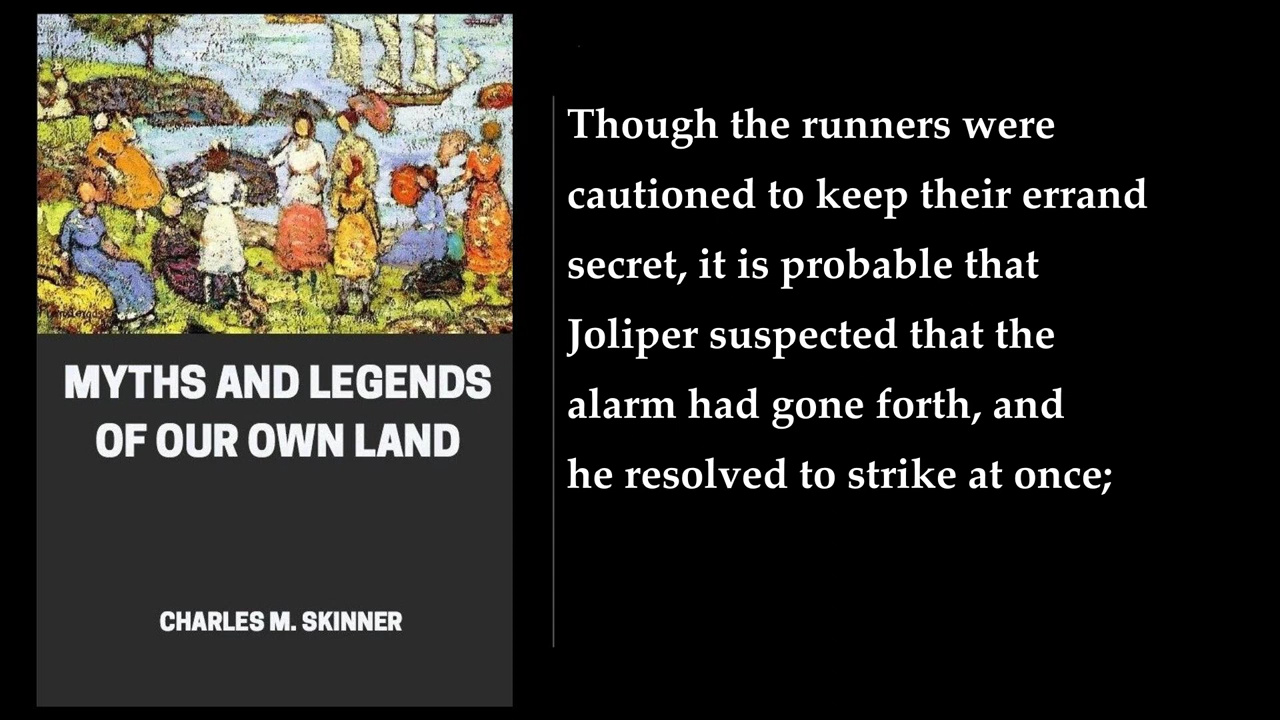 MYTHS AND LEGENDS
OF OUR OWN LAND
CHARLES M. SKINNER
Though the runners were
cautioned to keep their errand
secret, it is probable that
Joliper suspected that the
alarm had gone forth, and
he resolved to strike at once;